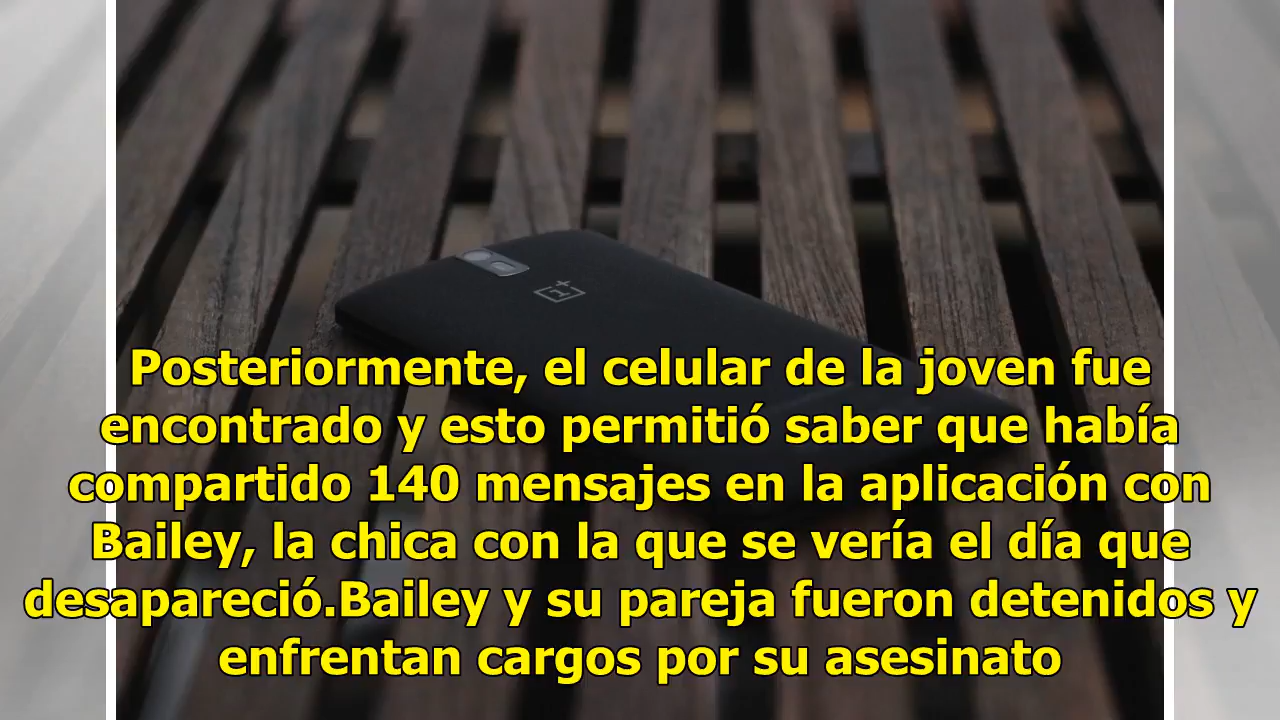 Posteriormente, el celular de la joven fue
encontrado y esto permitió saber que había
compartido 140 mensajes en la aplicación con
Bailey, la chica con la que se vería el día que
desapareció.Bailey y su pareja fueron detenidos y
enfrentan cargos por su asesinato